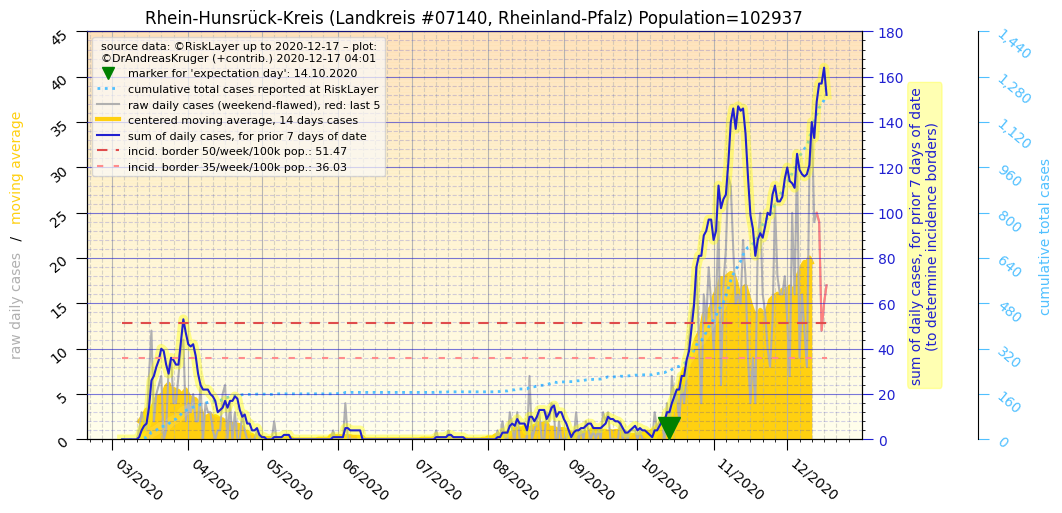 Rhein-Hunsrück-Kreis (Landkreis #07140, Rheinland-Pfalz) Population=102937
source data: ©RiskLayer up to 2020-12-17 – plot:
©DrAndreasKruger (+contrib.) 2020-12-17 04:01
marker for 'expectation day': 14.10.2020
cumulative total cases reported at RiskLayer
raw daily cases (weekend-flawed), red: last 5
centered moving average, 14 days cases
sum of daily cases, for prior 7 days of date
incid. border 50/week/100k pop.: 51.47
incid. border 35/week/100k pop.: 36.03
raw daily cases / moving average
45
40
35
30
25
20
15
10
5
0
03/2020
04/2020
05/2020
06/2020
07/2020
08/2020
09/2020
10/2020
11/2020
12/2020
180
160
140
120
100
80
60
40
20
0
sum of daily cases, for prior 7 days of date
(to determine incidence borders)
1,440
1,280
1,120
960
800
640
480
320
160
0
cumulative total cases